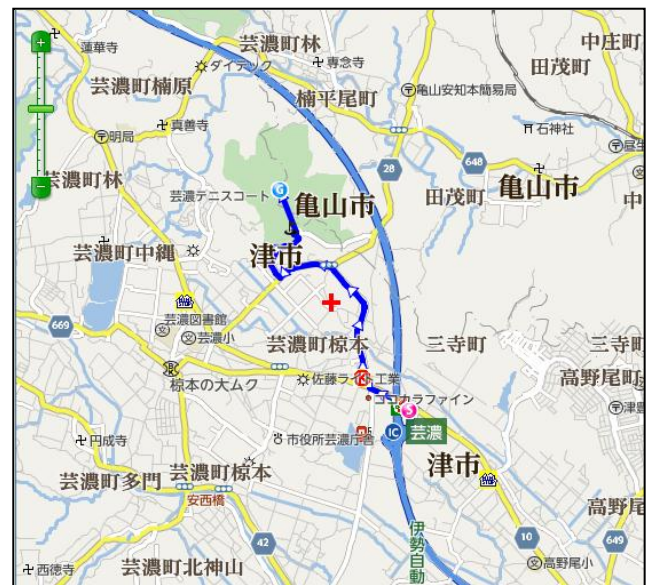 蓮華寺
芸濃町林
中庄町
ダイテック
専念寺
田茂町
芸濃町楠原
楠平尾町
亀山安知本簡易局
真善寺
石神社
明局
28
648
芸濃町林
芸濃テニスコート
G
亀山市
田茂町
亀山市
中
芸濃町中縄
津市
芸濃図書館
669
芸濃小
芸濃町椋本
三寺町
三寺町
椋本の大ムク
佐藤ライト工業
K
高野尾町
ココカラファイン
S
円成寺
市役所芸濃庁舎
IC
芸濃
津市
芸濃町多門
芸濃町椋本
安西橋
高野尾
伊勢自動
10
649
42
西徳寺
芸濃町北神山
高野尾小